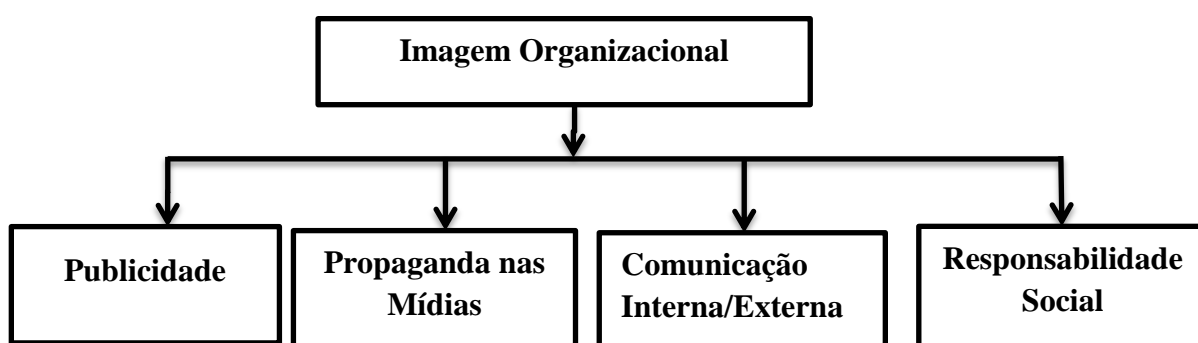 Imagem Organizacional
Publicidade
Propaganda nas
Mídias
Comunicação
Interna/Externa
Responsabilidade
Social